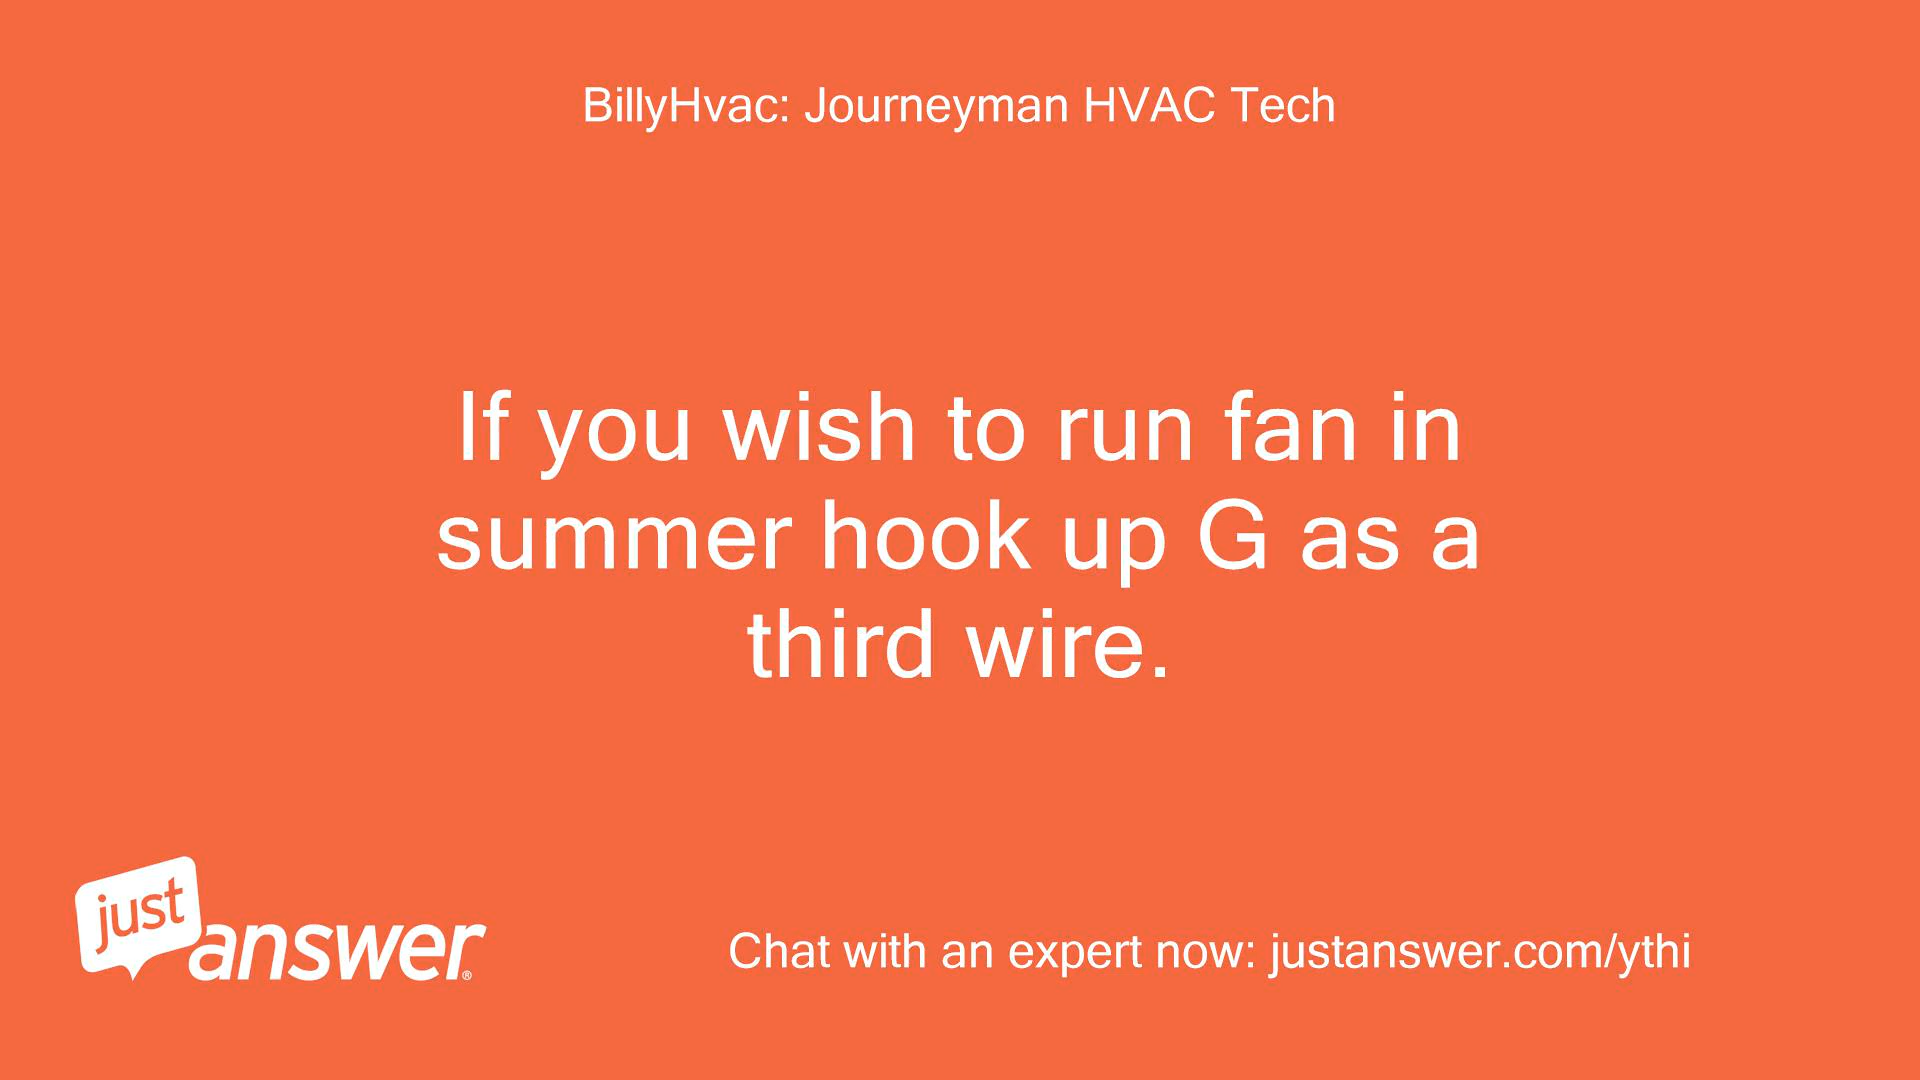 BillyHvac: Journeyman HVAC Tech
If you wish to run fan in
summer hook up G as a
third wire.
just
answer®
Chat with an expert now: justanswer.com/ythi